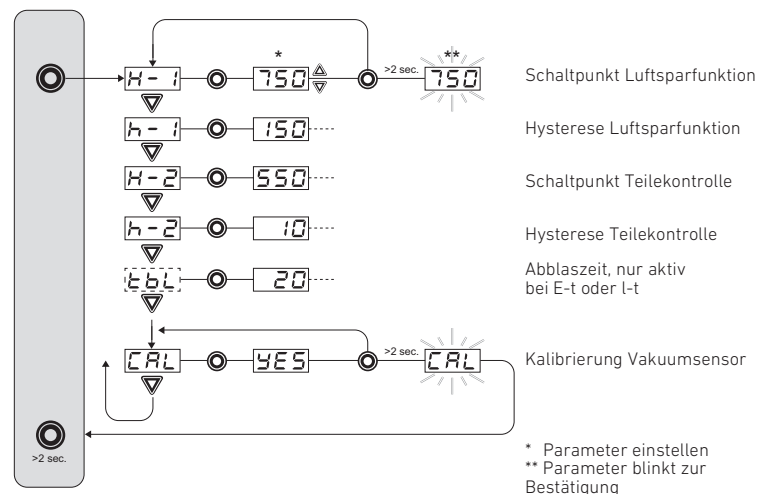 * **
H-1 750 >2 sec. 750 Schaltpunkt Luftsparfunktion
h-1 150 Hysterese Luftsparfunktion
H-2 550 Schaltpunkt Teilekontrolle
h-2 10 Hysterese Teilekontrolle
tbL 20 Abblaszeit, nur aktiv
bei E-t oder l-t
CAL YES >2 sec. CAL Kalibrierung Vakuumsensor
>2 sec.
* Parameter einstellen
** Parameter blinkt zur
Bestätigung